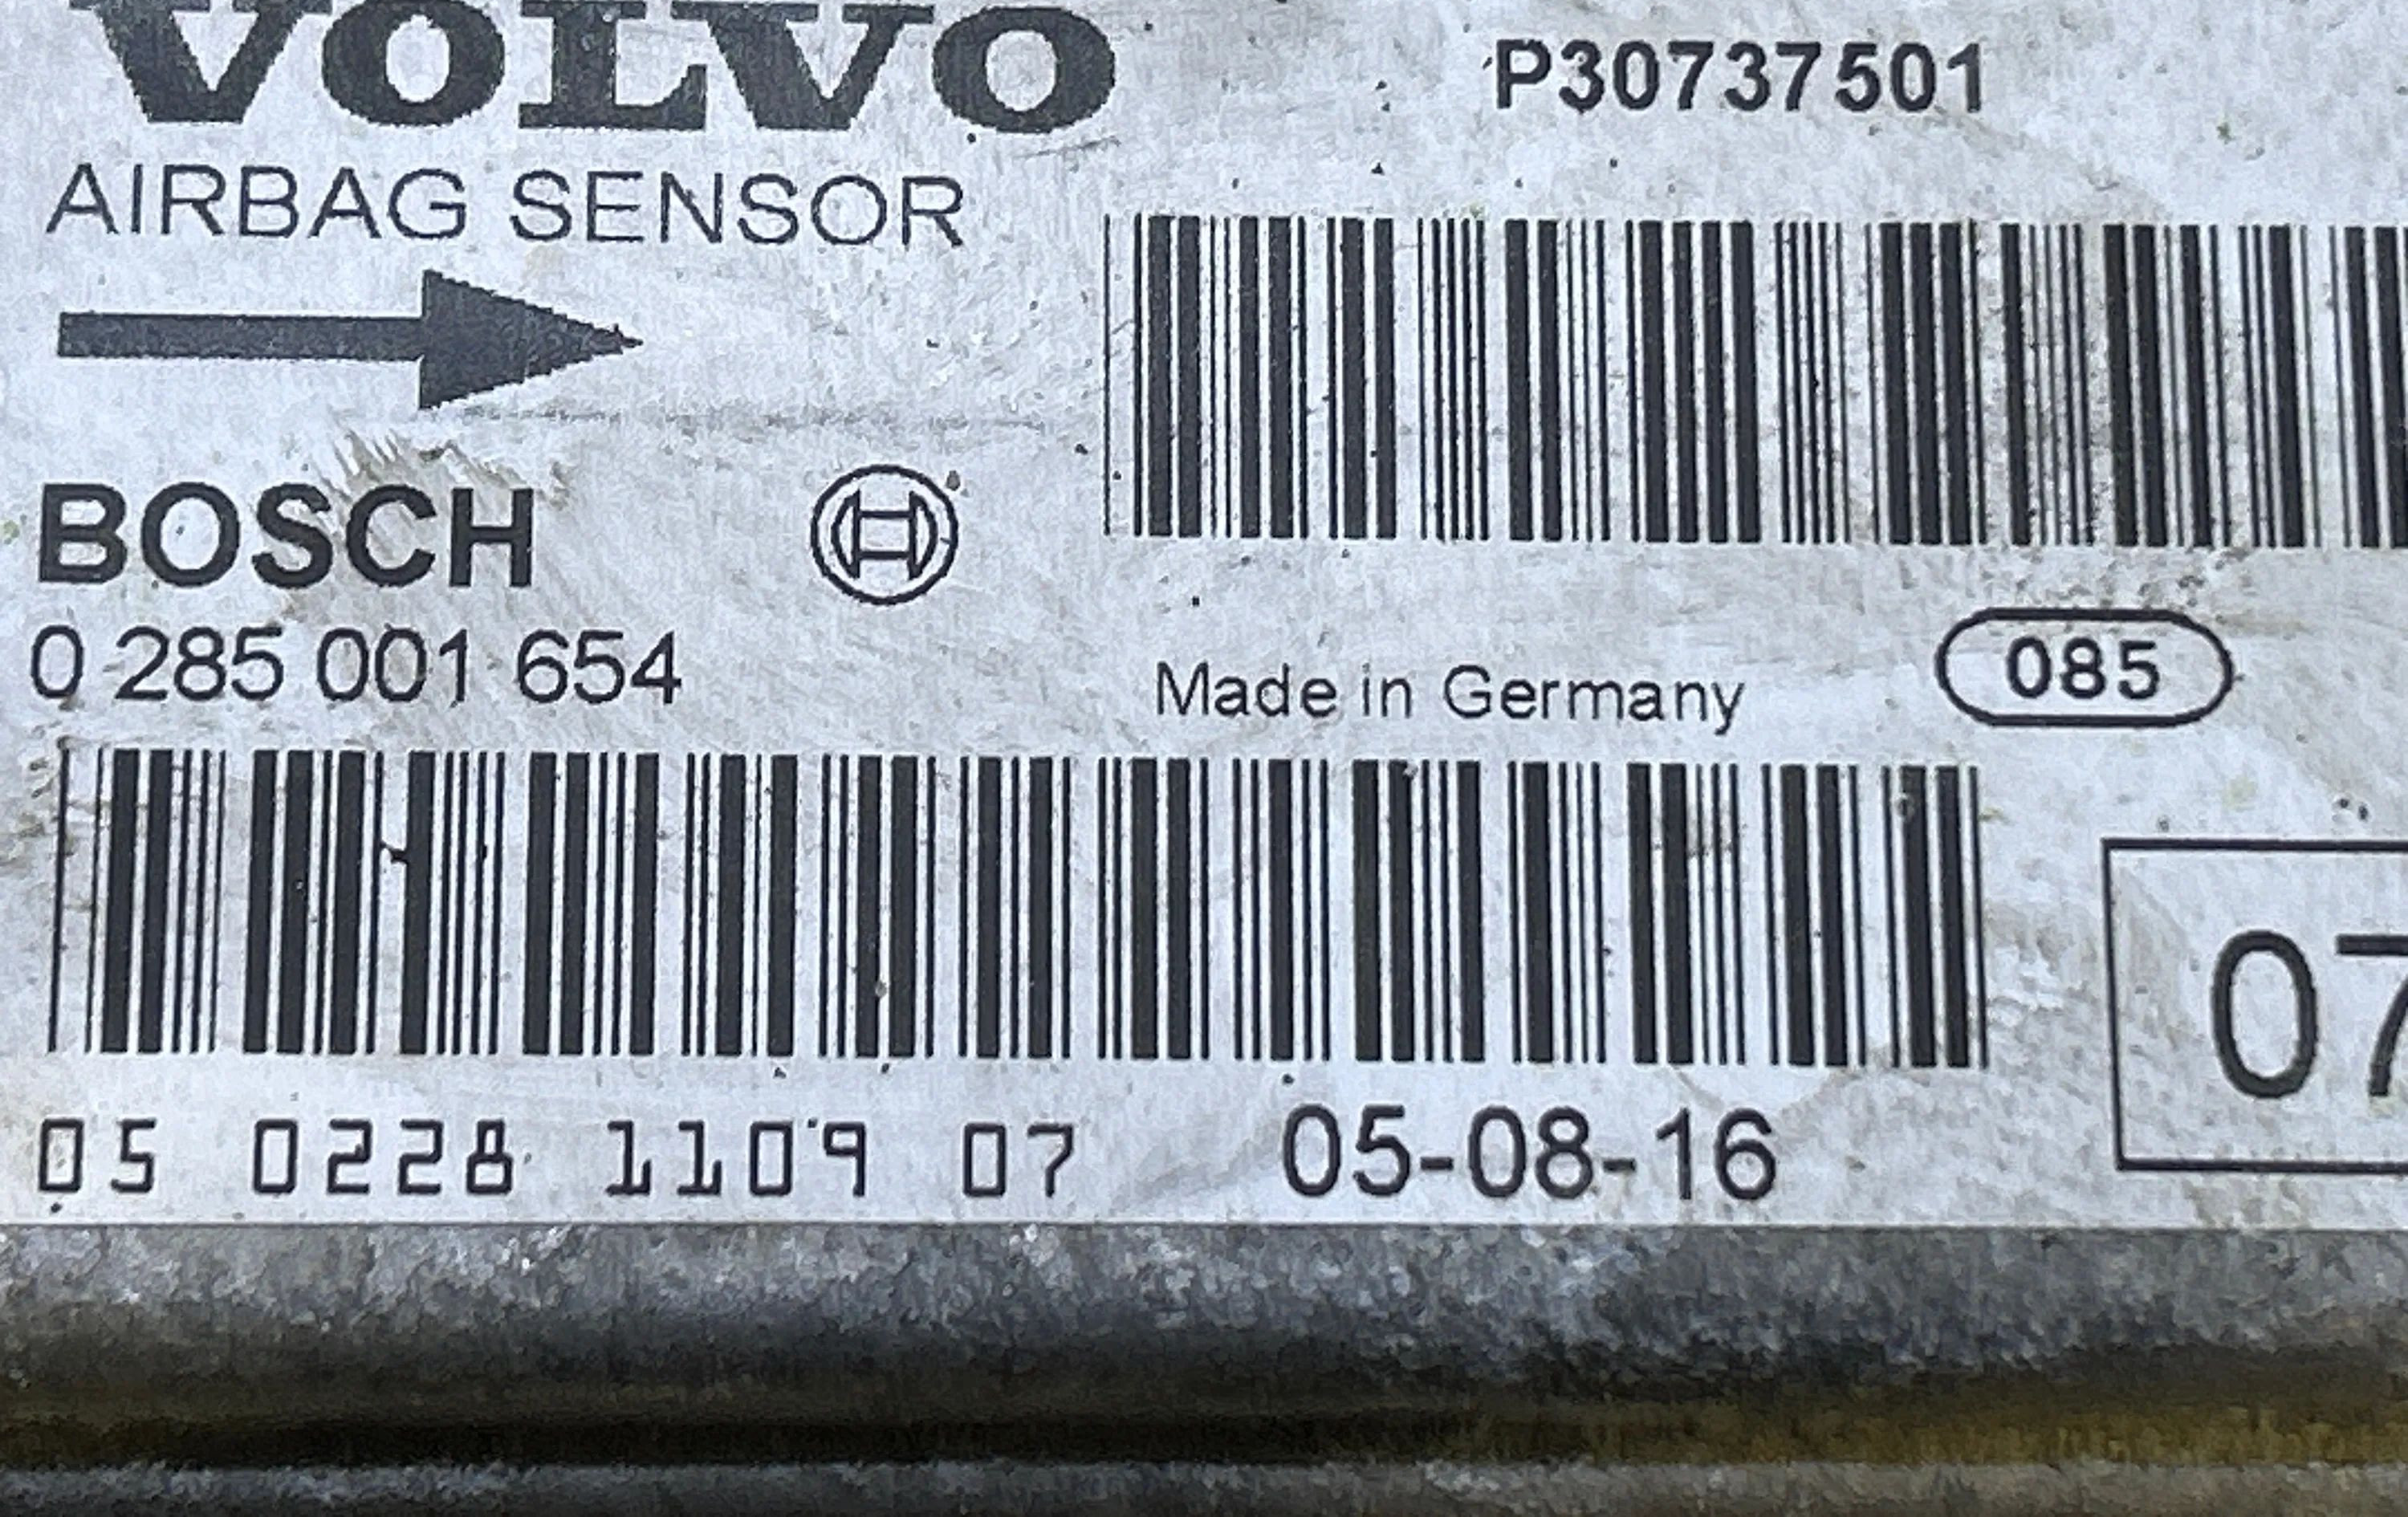 VOLVO
P30737501
AIRBAG SENSOR
BOSCH
0 285 001 654
Made in Germany
085
07
05 0228 1109 07
05-08-16